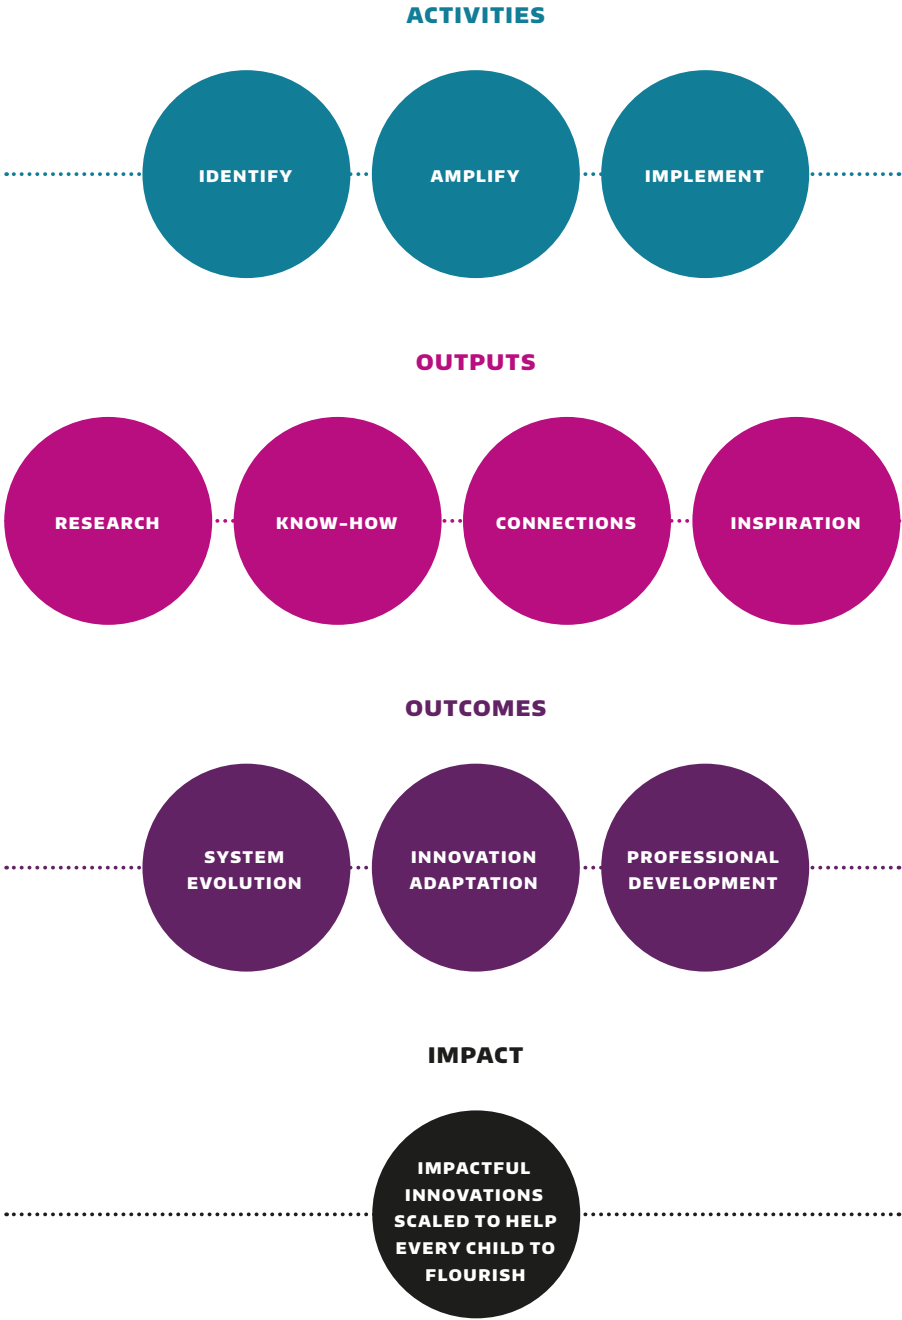 ACTIVITIES
IDENTIFY
AMPLIFY
IMPLEMENT
OUTPUTS
RESEARCH
KNOW-HOW
CONNECTIONS
INSPIRATION
OUTCOMES
SYSTEM
EVOLUTION
INNOVATION
ADAPTATION
PROFESSIONAL
DEVELOPMENT
IMPACT
IMPACTFUL
INNOVATIONS
SCALED TO HELP
EVERY CHILD TO
FLOURISH